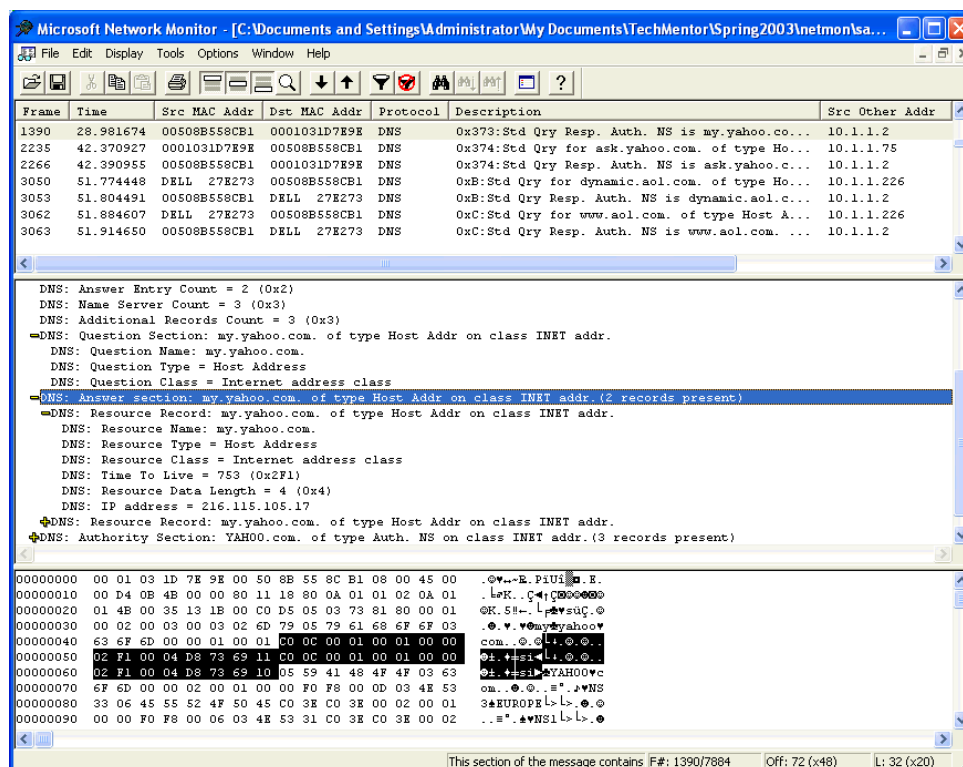 Microsoft Network Monitor - [C:\Documents and Settings\Administrator\My Documents\TechMentor\Spring2003\netmon\sa...
File Edit Display Tools Options Window Help
Frame Time Src MAC Addr Dst MAC Addr Protocol Description Src Other Addr
1390 28.981674 00508B558CB1 0001031D7E9E DNS 0x373:Std Qry Resp. Auth. NS is my.yahoo.co... 10.1.1.2
2235 42.370927 0001031D7E9E 00508B558CB1 DNS 0x374:Std Qry for ask.yahoo.com. of type Ho... 10.1.1.75
2266 42.390955 00508B558CB1 0001031D7E9E DNS 0x374:Std Qry Resp. Auth. NS is ask.yahoo.c... 10.1.1.2
3050 51.774448 DELL 27E273 00508B558CB1 DNS 0xB:Std Qry for dynamic.aol.com. of type Ho... 10.1.1.226
3053 51.804491 00508B558CB1 DELL 27E273 DNS 0xB:Std Qry Resp. Auth. NS is dynamic.aol.c... 10.1.1.2
3062 51.884607 DELL 27E273 00508B558CB1 DNS 0xC:Std Qry for www.aol.com. of type Host A... 10.1.1.226
3063 51.914650 00508B558CB1 DELL 27E273 DNS 0xC:Std Qry Resp. Auth. NS is www.aol.com. ... 10.1.1.2
DNS: Answer Entry Count = 2 (0x2)
DNS: Name Server Count = 3 (0x3)
DNS: Additional Records Count = 3 (0x3)
DNS: Question Section: my.yahoo.com. of type Host Addr on class INET addr.
DNS: Question Name: my.yahoo.com.
DNS: Question Type = Host Address
DNS: Question Class = Internet address class
DNS: Answer section: my.yahoo.com. of type Host Addr on class INET addr.(2 records present)
DNS: Resource Record: my.yahoo.com. of type Host Addr on class INET addr.
DNS: Resource Name: my.yahoo.com.
DNS: Resource Type = Host Address
DNS: Resource Class = Internet address class
DNS: Time To Live = 753 (0x2F1)
DNS: Resource Data Length = 4 (0x4)
DNS: IP address = 216.115.105.17
DNS: Resource Record: my.yahoo.com. of type Host Addr on class INET addr.
DNS: Authority Section: YAHOO.com. of type Auth. NS on class INET addr.(3 records present)
00000000 00 01 03 1D 7E 9E 00 50 8B 55 8C B1 08 00 45 00
00000010 00 D4 0B 4B 00 00 80 11 18 80 0A 01 01 02 0A 01
00000020 01 4B 00 35 13 1B 00 C0 D5 05 03 73 81 80 00 01
00000030 00 02 00 03 00 03 02 6D 79 05 79 61 68 6F 6F 03
00000040 63 6F 6D 00 00 01 00 01 C0 0C 00 01 00 01 00 00
00000050 02 F1 00 04 D8 73 69 11 C0 0C 00 01 00 01 00 00
00000060 02 F1 00 04 D8 73 69 10 05 59 41 48 4F 4F 03 63
00000070 6F 6D 00 00 02 00 01 00 00 F0 F8 00 0D 03 4E 53
00000080 33 06 45 55 52 4F 50 45 C0 3E C0 3E 00 02 00 01
00000090 00 00 F0 F8 00 06 03 4E 53 31 C0 3E C0 3E 00 02
This section of the message contains F#: 1390/7884 Off: 72 (x48) L: 32 (x20)